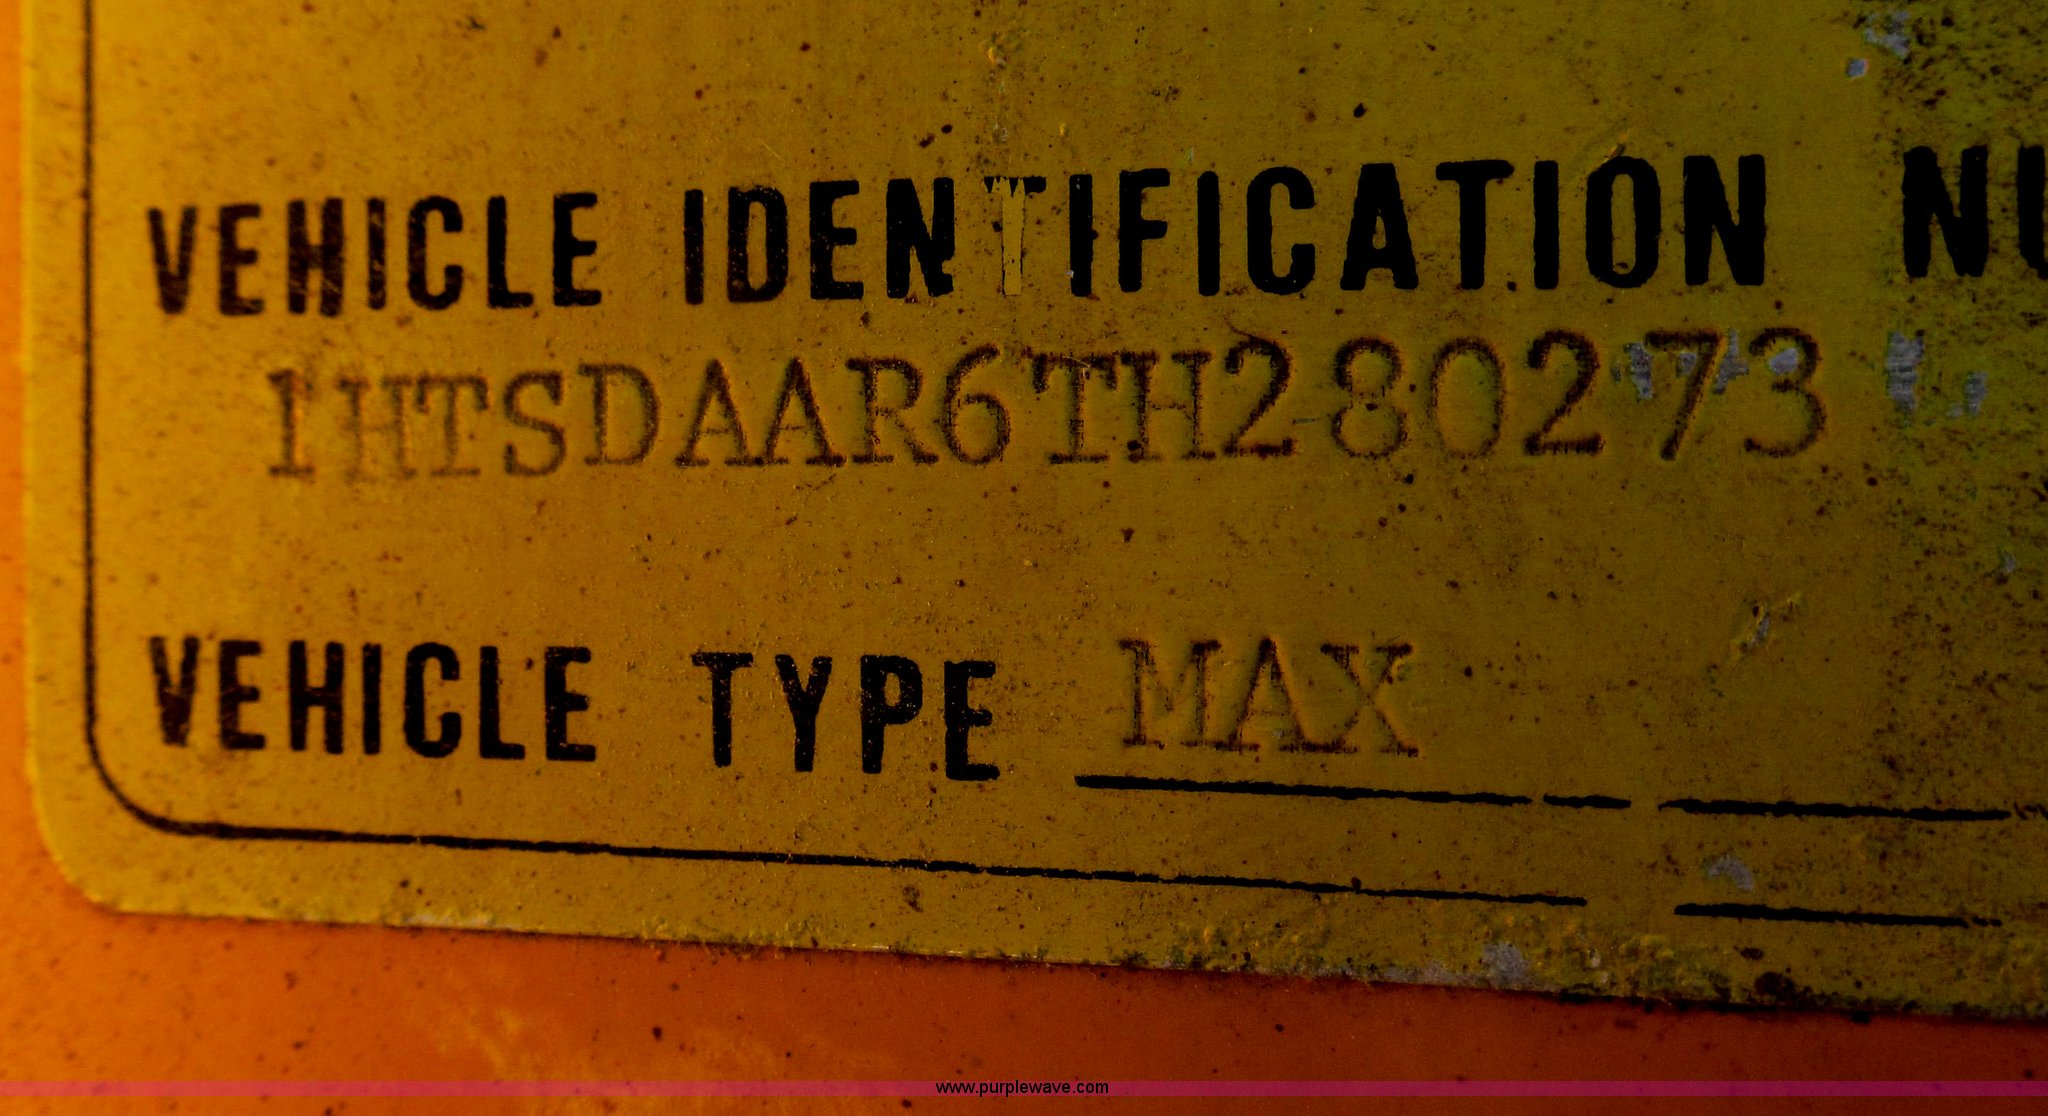 VEHICLE IDENTIFICATION NU
1HTSDAAR6TH280273
VEHICLE TYPE MAX
www.purplewave.com